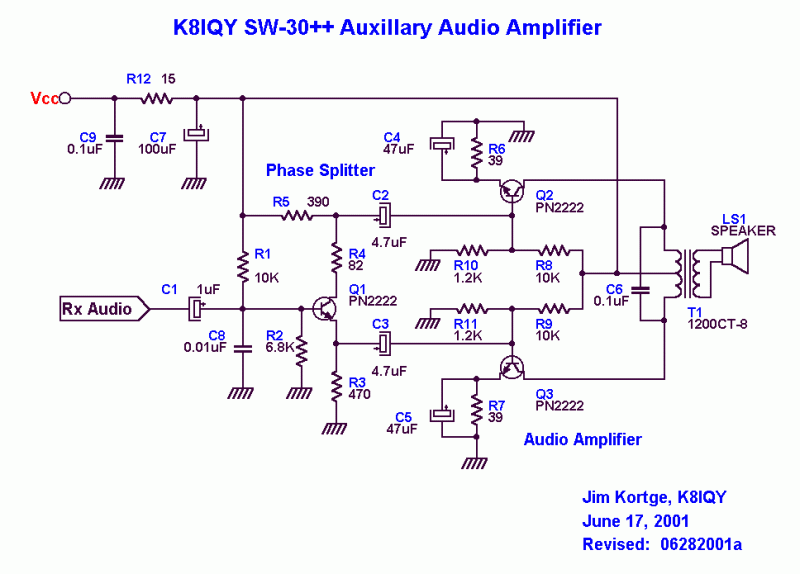 K8IQY SW-30++ Auxillary Audio Amplifier
R12 15
Vcc
C9
0.1uF
C7
100uF
C4
47uF
R6
39
Phase Splitter
R5 390
C2
4.7uF
Q2
PN2222
LS1
SPEAKER
R1
10K
R4
82
R10
1.2K
R8
10K
C1 1uF
Rx Audio
Q1
PN2222
C6
0.1uF
T1
1200CT-8
C8
0.01uF
R2
6.8K
C3
4.7uF
R11
1.2K
R9
10K
R3
470
Q3
PN2222
C5
47uF
R7
39
Audio Amplifier
Jim Kortge, K8IQY
June 17, 2001
Revised: 06282001a